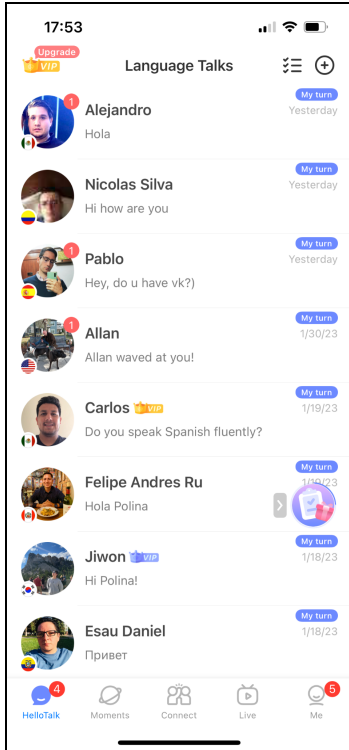 17:53
Upgrade
VIP
Language Talks
My turn
1
Alejandro
Yesterday
Hola
My turn
Nicolas Silva
Yesterday
Hi how are you
My turn
1
Pablo
Yesterday
Hey, do u have vk?)
My turn
1
Allan
1/30/23
Allan waved at you!
My turn
Carlos VIP
1/19/23
Do you speak Spanish fluently?
My turn
Felipe Andres Ru
1/19/23
Hola Polina
My turn
Jiwon VIP
1/18/23
Hi Polina!
My turn
Esau Daniel
1/18/23
Привет
4
5
HelloTalk
Moments
Connect
Live
Me